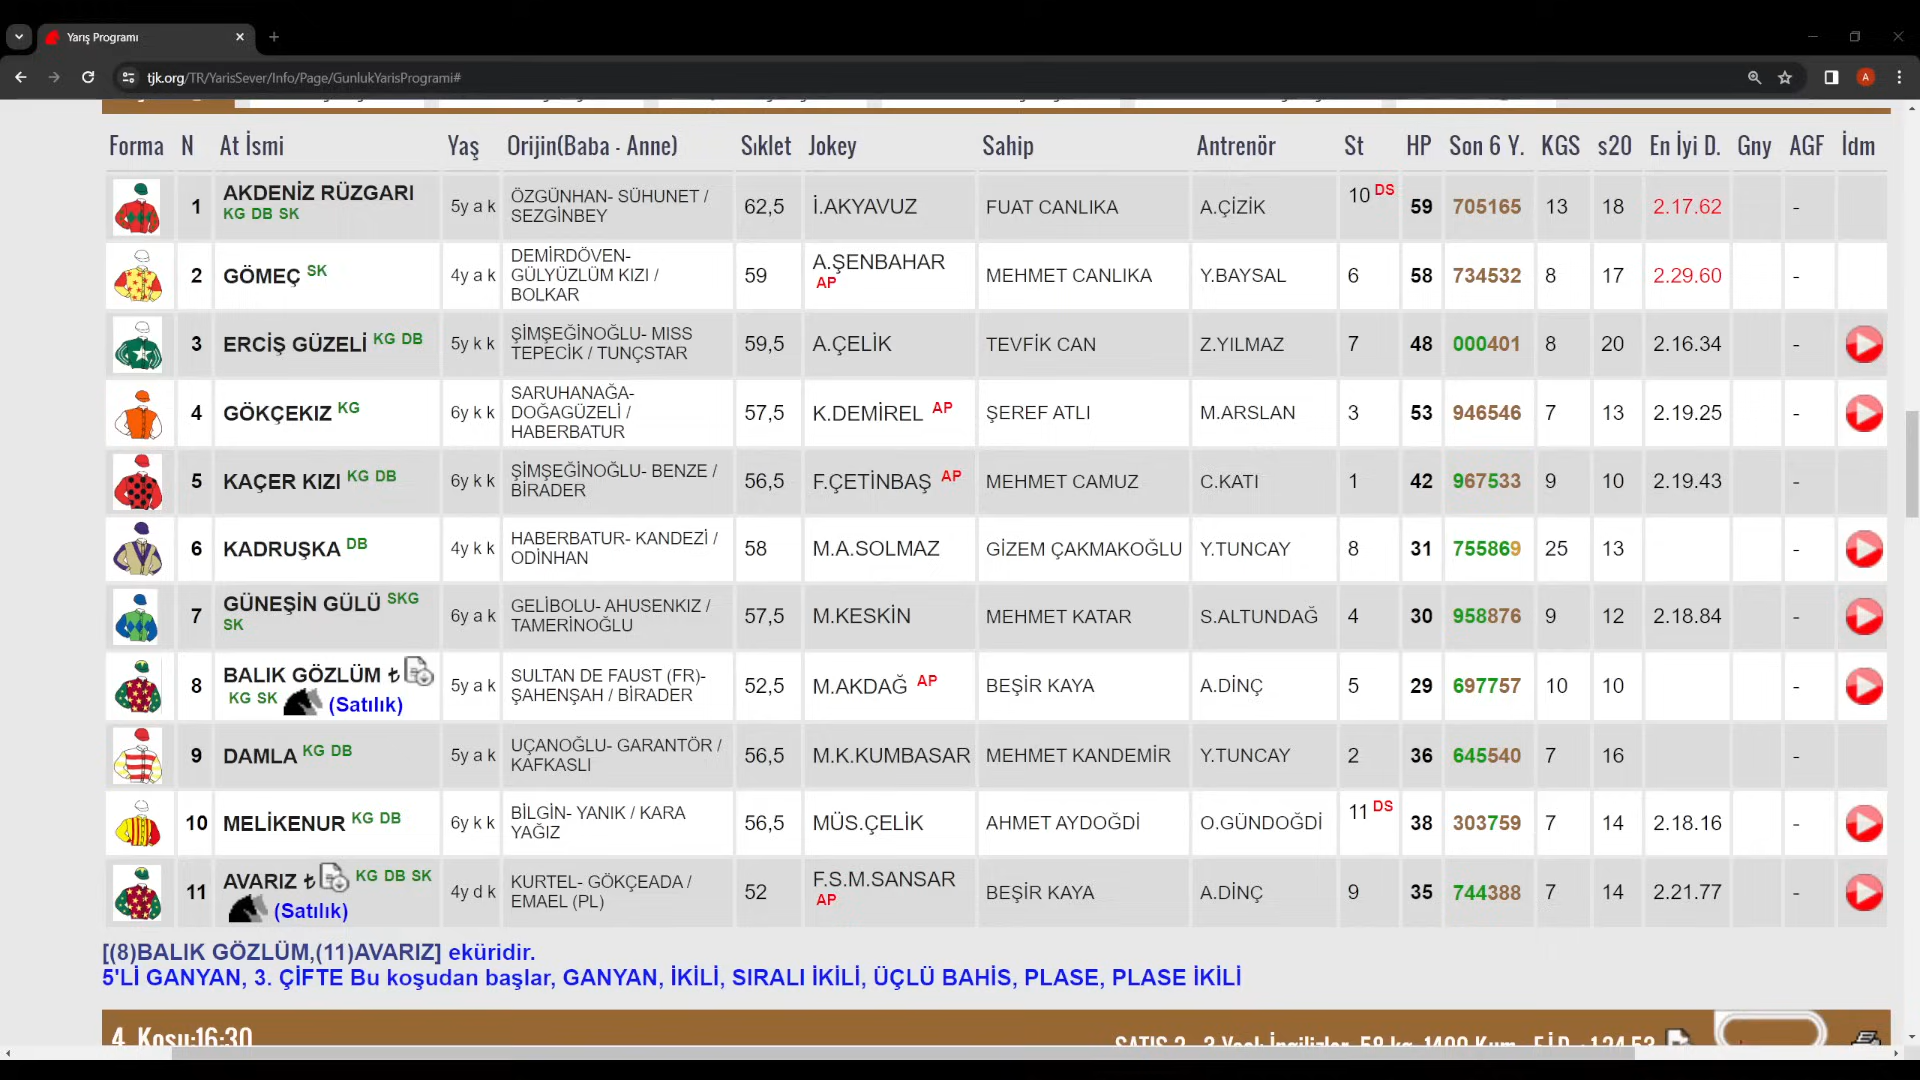 Yarış Programı
tjk.org/TR/YarisSever/Info/Page/GunlukYarisProgrami#
A
Forma N At İsmi Yaş Orijin(Baba - Anne) Sıklet Jokey Sahip Antrenör St HP Son 6 Y. KGS s20 En İyi D. Gny AGF İdm
1 AKDENİZ RÜZGARI KG DB SK 5y a k ÖZGÜNHAN- SÜHUNET / SEZGİNBEY 62,5 İ.AKYAVUZ FUAT CANLIKA A.ÇİZİK 10 DS 59 705165 13 18 2.17.62 -
2 GÖMEÇ SK 4y a k DEMİRDÖVEN- GÜLYÜZLÜM KIZI / BOLKAR 59 A.ŞENBAHAR AP MEHMET CANLIKA Y.BAYSAL 6 58 734532 8 17 2.29.60 -
3 ERCİŞ GÜZELİ KG DB 5y k k ŞİMŞEĞİNOĞLU- MISS TEPECİK / TUNÇSTAR 59,5 A.ÇELİK TEVFİK CAN Z.YILMAZ 7 48 000401 8 20 2.16.34 -
4 GÖKÇEKIZ KG 6y k k SARUHANAĞA- DOĞAGÜZELİ / HABERBATUR 57,5 K.DEMİREL AP ŞEREF ATLI M.ARSLAN 3 53 946546 7 13 2.19.25 -
5 KAÇER KIZI KG DB 6y k k ŞİMŞEĞİNOĞLU- BENZE / BİRADER 56,5 F.ÇETİNBAŞ AP MEHMET CAMUZ C.KATI 1 42 967533 9 10 2.19.43 -
6 KADRUŞKA DB 4y k k HABERBATUR- KANDEZİ / ODİNHAN 58 M.A.SOLMAZ GİZEM ÇAKMAKOĞLU Y.TUNCAY 8 31 755869 25 13 -
7 GÜNEŞİN GÜLÜ SKG SK 6y a k GELİBOLU- AHUSENKIZ / TAMERİNOĞLU 57,5 M.KESKİN MEHMET KATAR S.ALTUNDAĞ 4 30 958876 9 12 2.18.84 -
8 BALIK GÖZLÜM ₺ KG SK (Satılık) 5y a k SULTAN DE FAUST (FR)- ŞAHENŞAH / BİRADER 52,5 M.AKDAĞ AP BEŞİR KAYA A.DİNÇ 5 29 697757 10 10 -
9 DAMLA KG DB 5y a k UÇANOĞLU- GARANTÖR / KAFKASLI 56,5 M.K.KUMBASAR MEHMET KANDEMİR Y.TUNCAY 2 36 645540 7 16 -
10 MELİKENUR KG DB 6y k k BİLGİN- YANIK / KARA YAĞIZ 56,5 MÜS.ÇELİK AHMET AYDOĞDİ O.GÜNDOĞDİ 11 DS 38 303759 7 14 2.18.16 -
11 AVARIZ ₺ KG DB SK (Satılık) 4y d k KURTEL- GÖKÇEADA / EMAEL (PL) 52 F.S.M.SANSAR AP BEŞİR KAYA A.DİNÇ 9 35 744388 7 14 2.21.77 -
[(8)BALIK GÖZLÜM,(11)AVARIZ] eküridir.
5'Lİ GANYAN, 3. ÇİFTE Bu koşudan başlar, GANYAN, İKİLİ, SIRALI İKİLİ, ÜÇLÜ BAHİS, PLASE, PLASE İKİLİ
4. Koşu:16:30
SATIŞ 2, 3 Yaşlı İngilizler, 58 kg, 1400 Kum, E.İ.D. :1.24.53